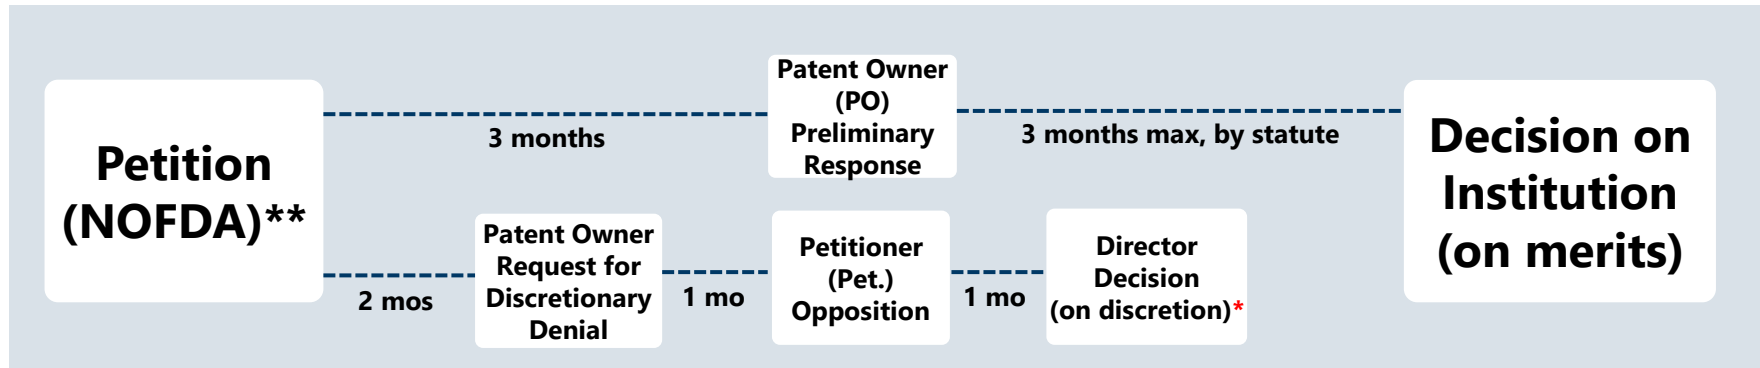 Petition
(NOFDA)**
3 months
Patent Owner
(PO)
Preliminary
Response
3 months max, by statute
Decision on
Institution
(on merits)
2 mos
Patent Owner
Request for
Discretionary
Denial
1 mo
Petitioner
(Pet.)
Opposition
1 mo
Director
Decision
(on discretion)*